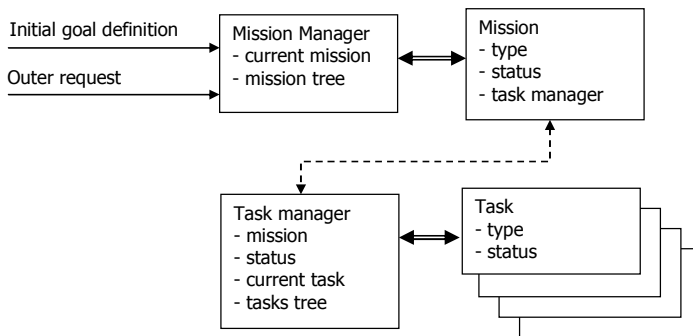 Initial goal definition
Outer request
Mission Manager
- current mission
- mission tree
Mission
- type
- status
- task manager
Task manager
- mission
- status
- current task
- tasks tree
Task
- type
- status